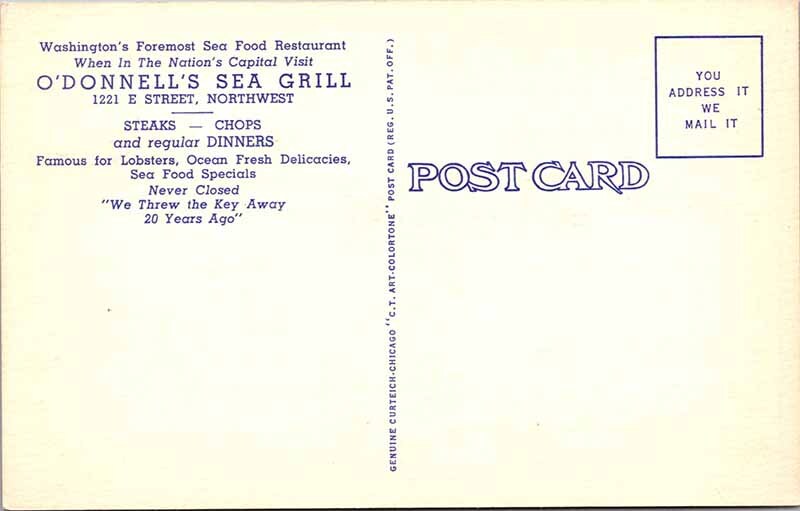 Washington's Foremost Sea Food Restaurant
When In The Nation's Capital Visit
O'DONNELL'S SEA GRILL
1221 E STREET, NORTHWEST
STEAKS — CHOPS
and regular DINNERS
Famous for Lobsters, Ocean Fresh Delicacies,
Sea Food Specials
Never Closed
"We Threw the Key Away
20 Years Ago"
GENUINE CURTEICH-CHICAGO "C.T. ART-COLORTONE" POST CARD (REG. U.S. PAT. OFF.)
POST CARD
YOU
ADDRESS IT
WE
MAIL IT